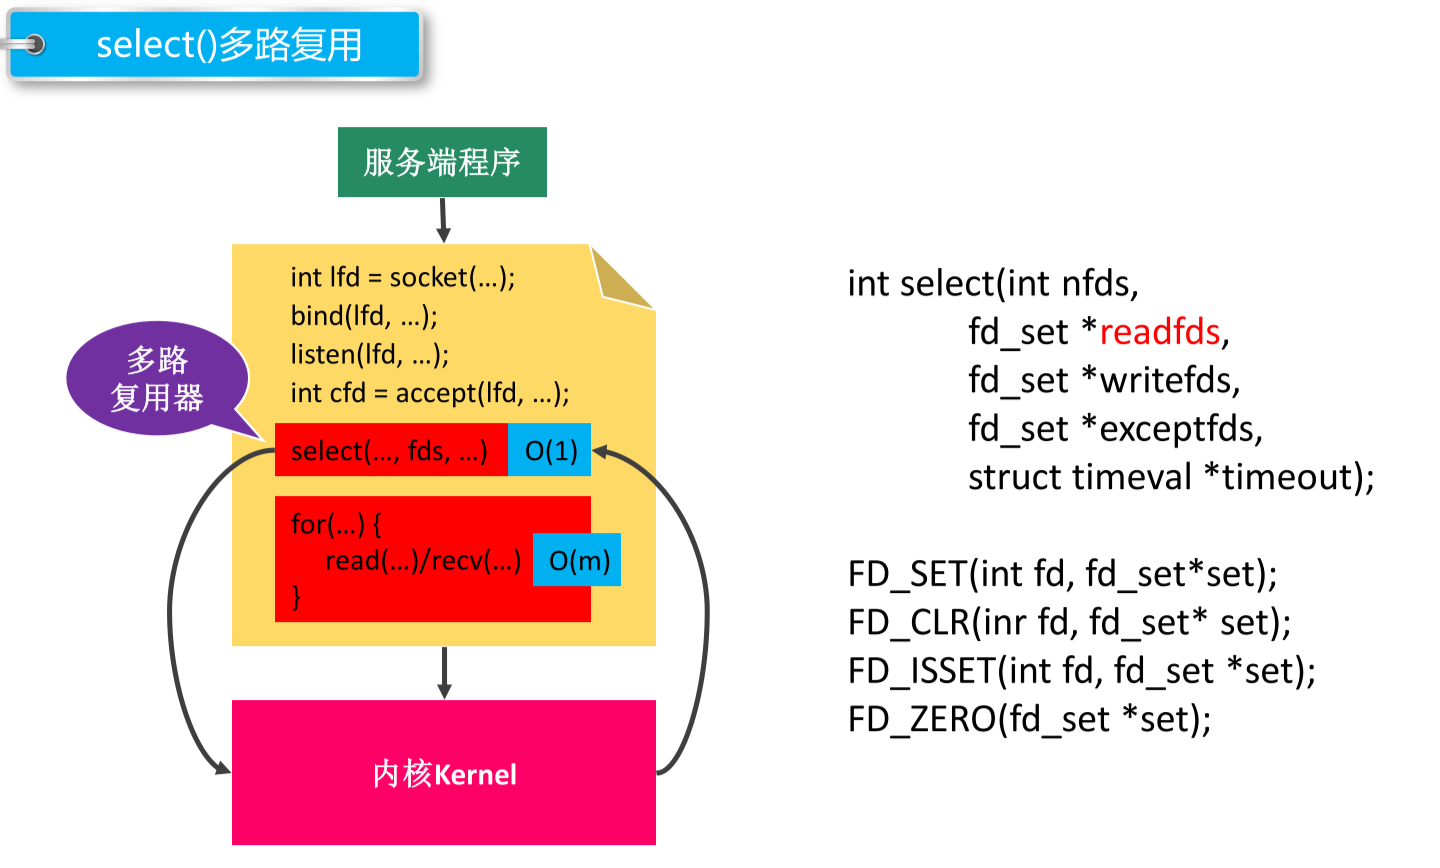 select()多路复用
服务端程序
int lfd = socket(…);
bind(lfd, …);
listen(lfd, …);
int cfd = accept(lfd, …);
多路
复用器
select(…, fds, …) O(1)
for(…) {
read(…)/recv(…) O(m)
}
内核Kernel
int select(int nfds,
fd_set *readfds,
fd_set *writefds,
fd_set *exceptfds,
struct timeval *timeout);
FD_SET(int fd, fd_set*set);
FD_CLR(inr fd, fd_set* set);
FD_ISSET(int fd, fd_set *set);
FD_ZERO(fd_set *set);